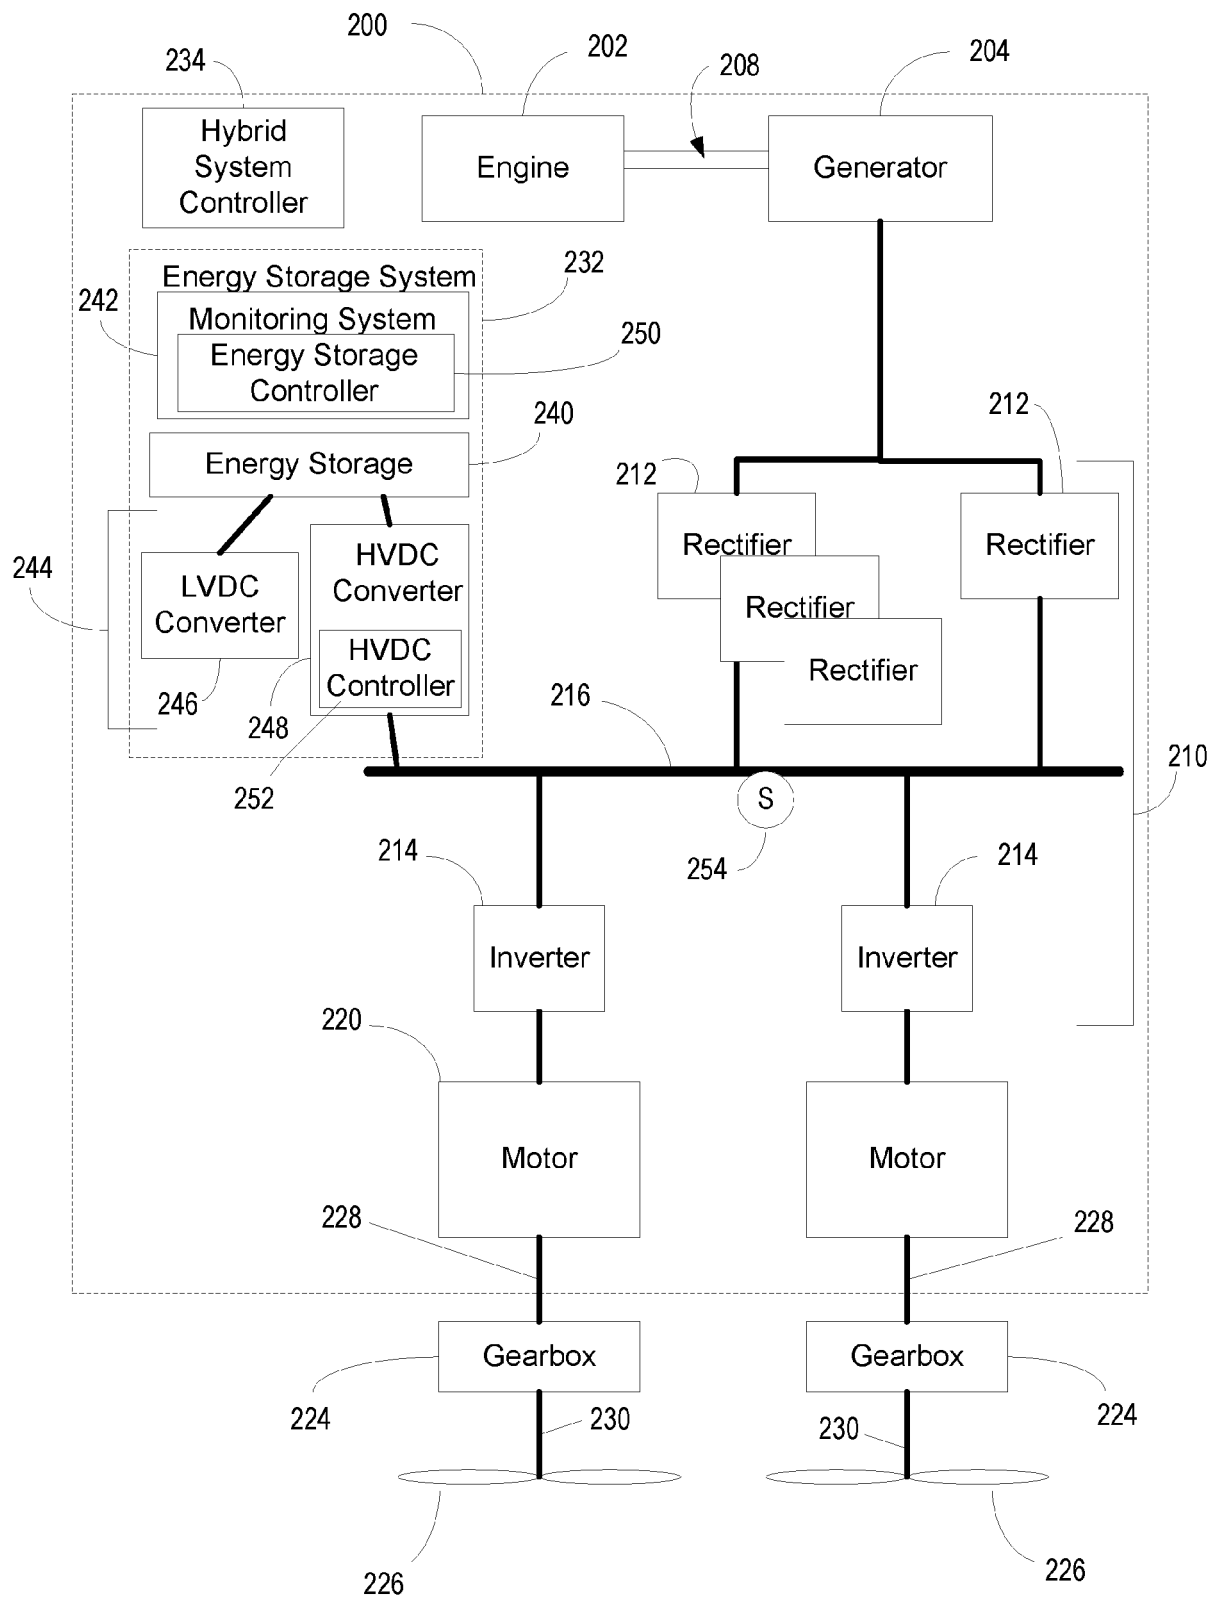 200
202
204
208
234
Hybrid
System
Controller
Engine
Generator
Energy Storage System
232
242
Monitoring System
250
Energy Storage
Controller
240
212
Energy Storage
212
Rectifier
Rectifier
HVDC
Converter
244
LVDC
Converter
Rectifier
HVDC
Controller
Rectifier
246
248
216
210
252
S
254
214
214
Inverter
Inverter
220
Motor
Motor
228
228
Gearbox
Gearbox
224
230
230
224
226
226